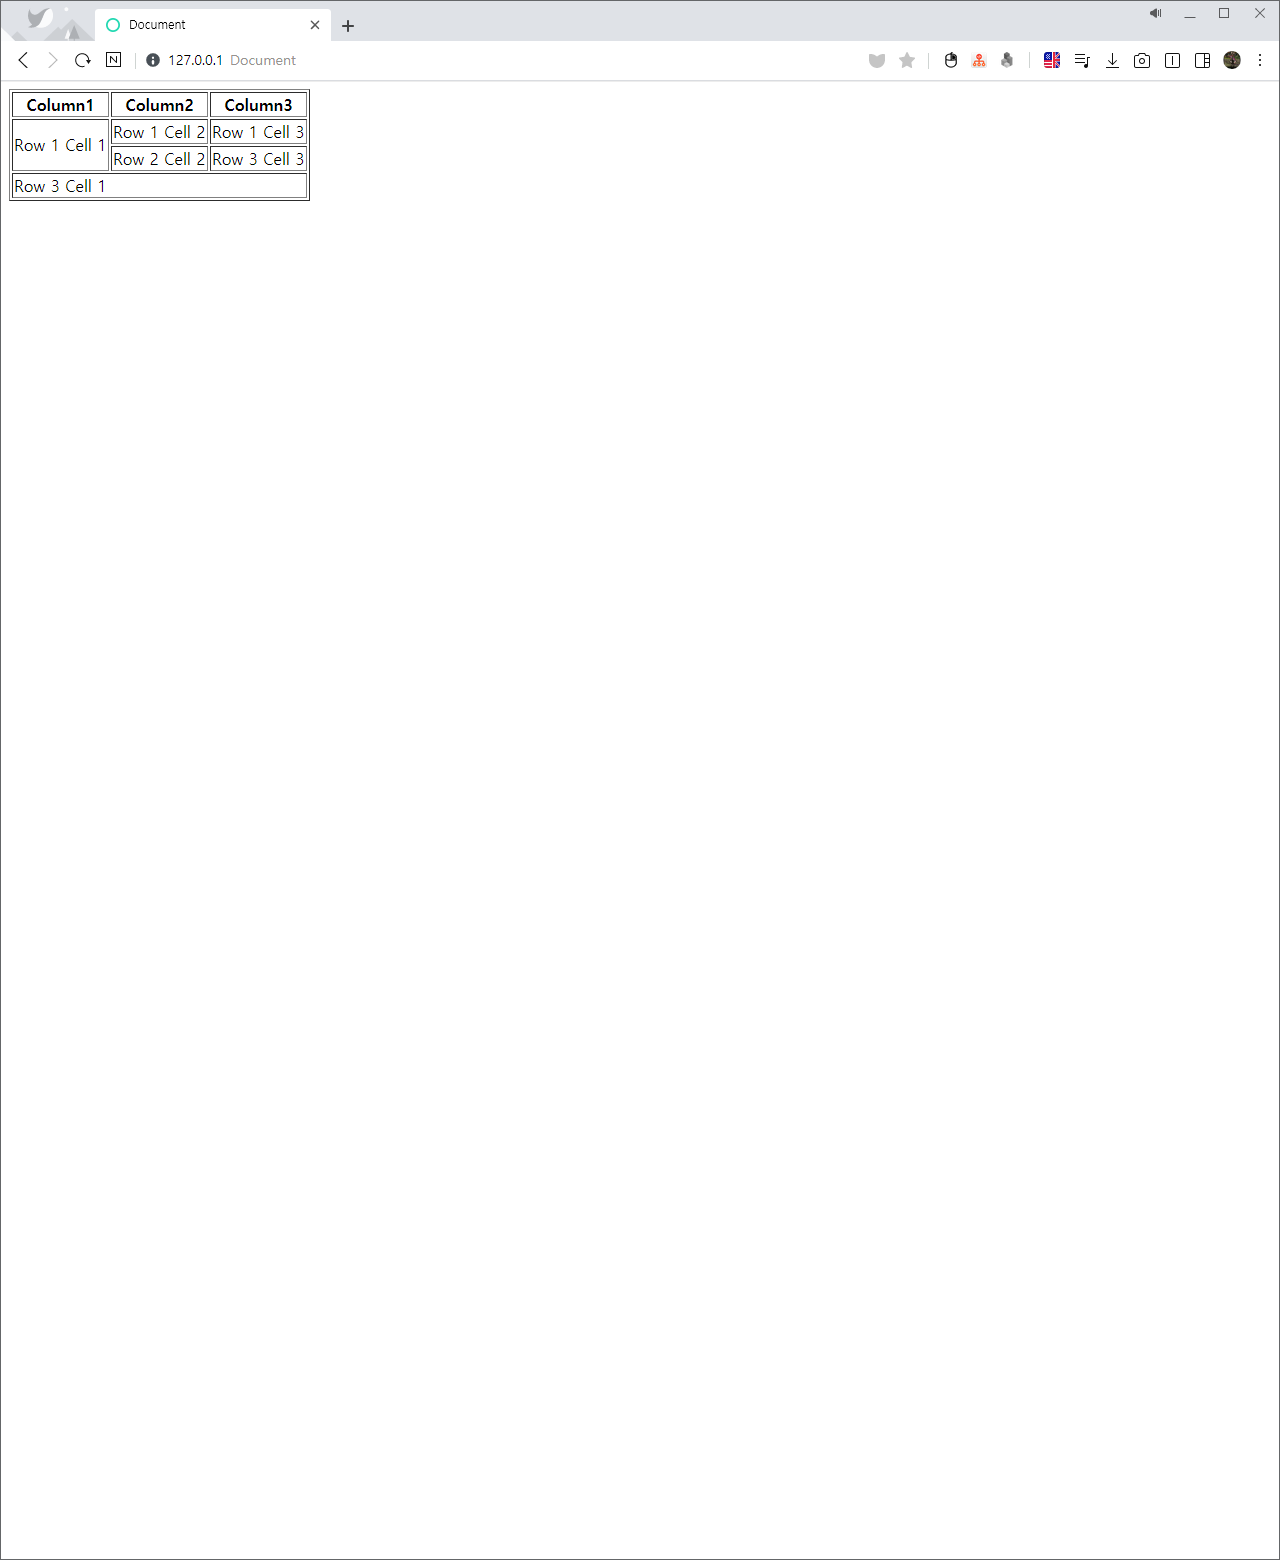 Document
N
127.0.0.1 Document
Column1 Column2 Column3
Row 1 Cell 1 Row 1 Cell 2 Row 1 Cell 3
Row 2 Cell 2 Row 3 Cell 3
Row 3 Cell 1